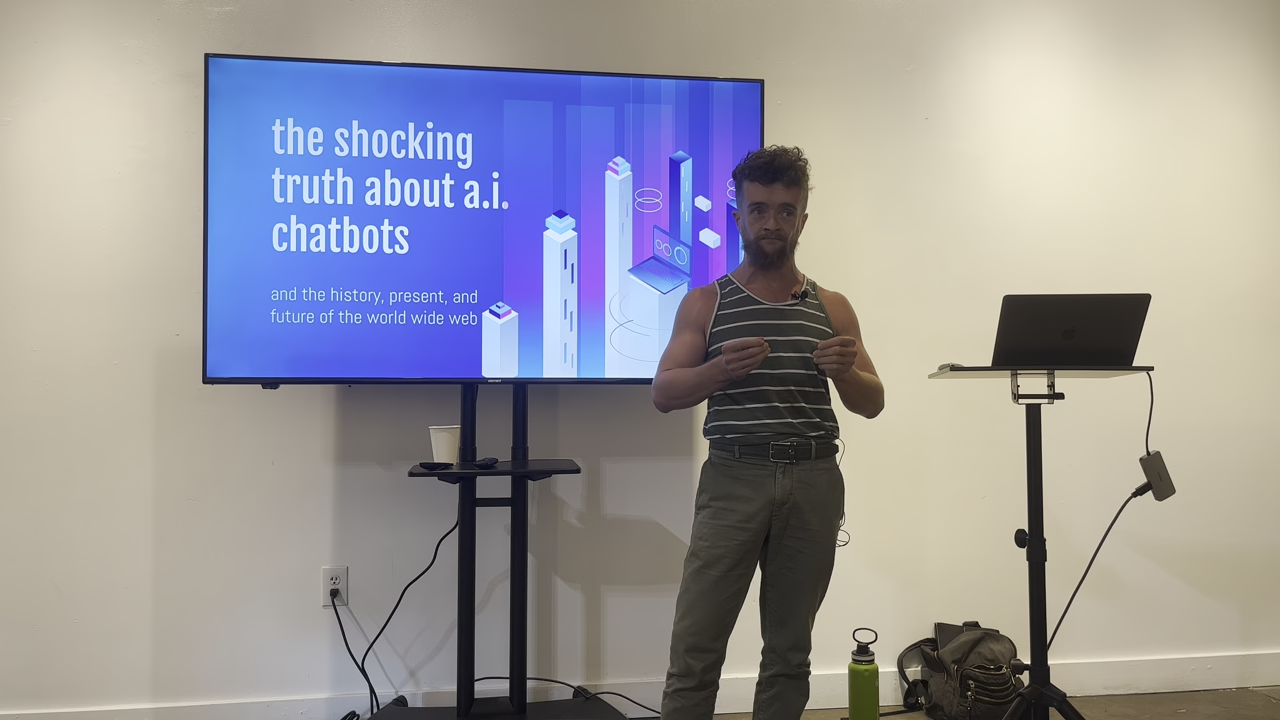 the shocking
truth about a.i.
chatbots
and the history, present, and
future of the world wide web